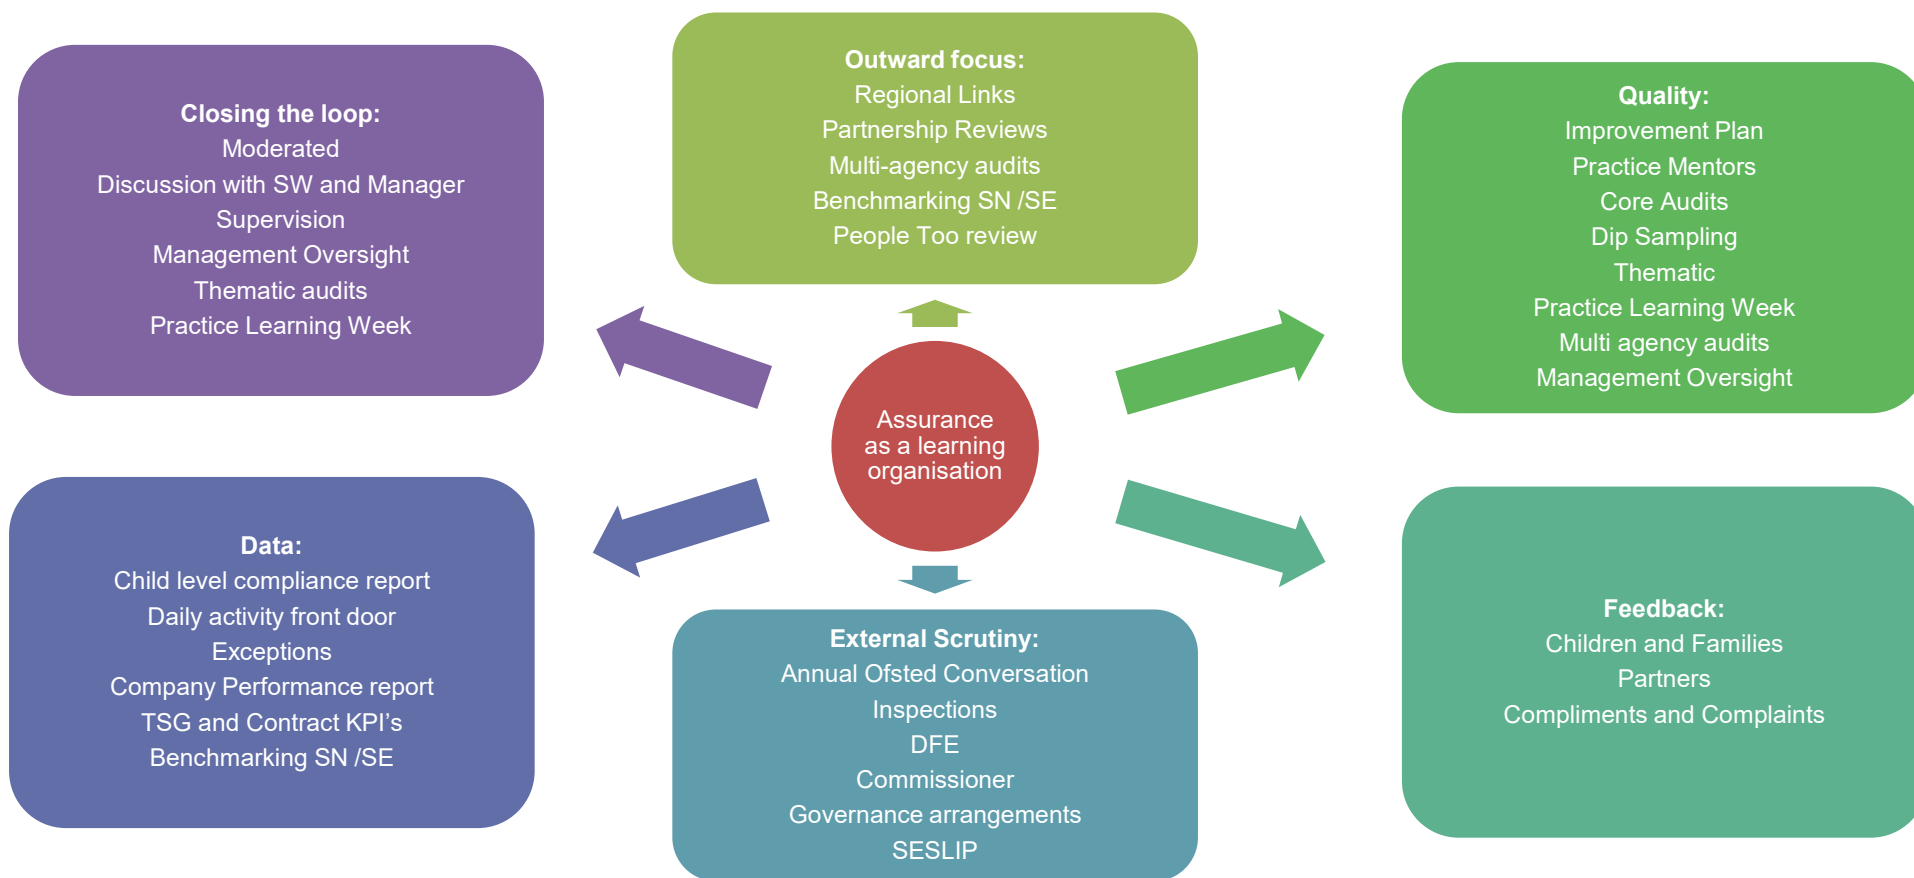 Closing the loop:
Moderated
Discussion with SW and Manager
Supervision
Management Oversight
Thematic audits
Practice Learning Week
Outward focus:
Regional Links
Partnership Reviews
Multi-agency audits
Benchmarking SN /SE
People Too review
Quality:
Improvement Plan
Practice Mentors
Core Audits
Dip Sampling
Thematic
Practice Learning Week
Multi agency audits
Management Oversight
Assurance
as a learning
organisation
Data:
Child level compliance report
Daily activity front door
Exceptions
Company Performance report
TSG and Contract KPI’s
Benchmarking SN /SE
External Scrutiny:
Annual Ofsted Conversation
Inspections
DFE
Commissioner
Governance arrangements
SESLIP
Feedback:
Children and Families
Partners
Compliments and Complaints